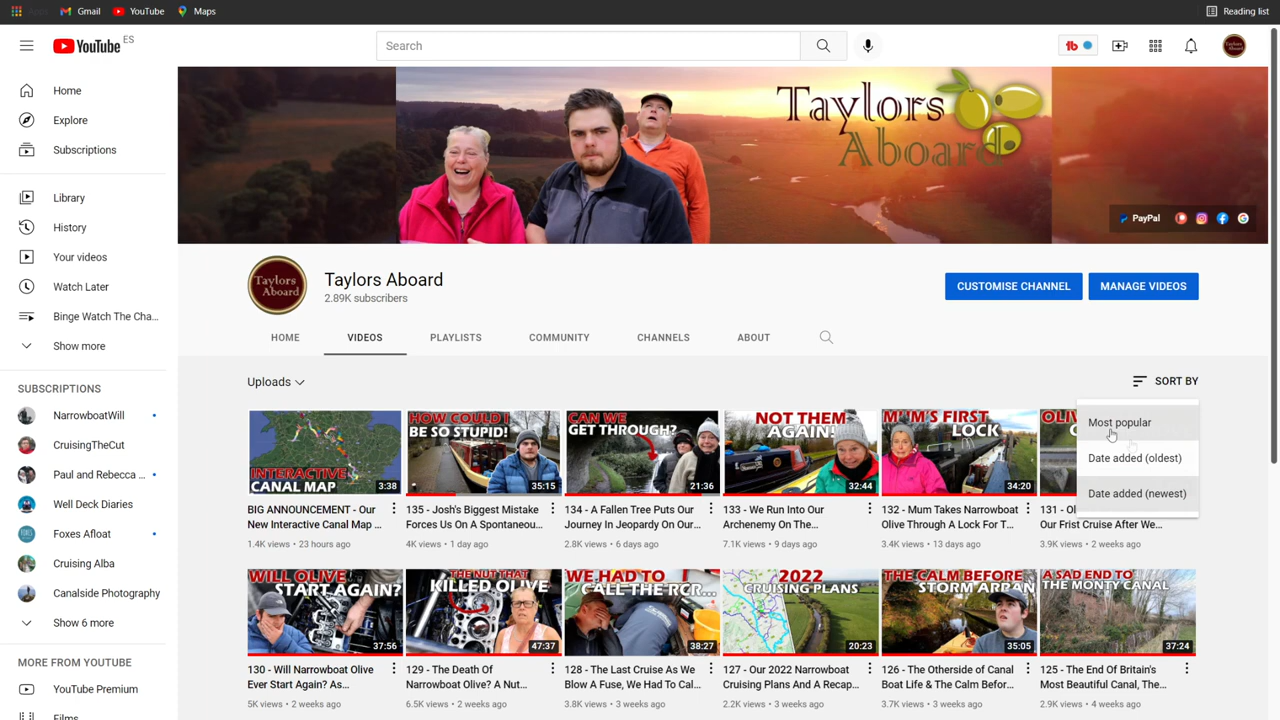 Gmail YouTube Maps Reading list
YouTube ES
Search
Taylors Aboard
Home
Explore
Subscriptions
Library
History
Your videos
Watch Later
Binge Watch The Cha...
Show more
SUBSCRIPTIONS
NarrowboatWill
CruisingTheCut
Paul and Rebecca ...
Well Deck Diaries
Foxes Afloat
Cruising Alba
Canalside Photography
Show 6 more
MORE FROM YOUTUBE
YouTube Premium
Films
Taylors
Aboard
PayPal
Taylors Aboard
Taylors Aboard
2.89K subscribers
CUSTOMISE CHANNEL MANAGE VIDEOS
HOME VIDEOS PLAYLISTS COMMUNITY CHANNELS ABOUT
Uploads
SORT BY
Most popular
Date added (oldest)
Date added (newest)
INTERACTIVE
CANAL MAP
3:38
BIG ANNOUNCEMENT - Our
New Interactive Canal Map ...
1.4K views • 23 hours ago
HOW COULD I
BE SO STUPID!
35:15
135 - Josh's Biggest Mistake
Forces Us On A Spontaneou...
4K views • 1 day ago
CAN WE
GET THROUGH?
21:36
134 - A Fallen Tree Puts Our
Journey In Jeopardy On Our...
2.8K views • 6 days ago
NOT THEM
AGAIN!
32:44
133 - We Run Into Our
Archenemy On The...
7.1K views • 9 days ago
MUM'S FIRST
LOCK
34:20
132 - Mum Takes Narrowboat
Olive Through A Lock For T...
3.4K views • 13 days ago
131 - Ol
Our Frist Cruise After We...
3.9K views • 2 weeks ago
WILL OLIVE
START AGAIN?
37:56
130 - Will Narrowboat Olive
Ever Start Again? As...
5K views • 2 weeks ago
THE NUT THAT
KILLED OLIVE
47:37
129 - The Death Of
Narrowboat Olive? A Nut...
6.5K views • 2 weeks ago
WE HAD TO
CALL THE RCR...
38:27
128 - The Last Cruise As We
Blow A Fuse, We Had To Cal...
3.8K views • 3 weeks ago
2022
CRUISING PLANS
20:23
127 - Our 2022 Narrowboat
Cruising Plans And A Recap...
2.2K views • 3 weeks ago
THE CALM BEFORE
STORM ARPAN
35:05
126 - The Otherside of Canal
Boat Life & The Calm Befor...
3.7K views • 3 weeks ago
A SAD END TO
THE MONTY CANAL
37:24
125 - The End Of Britain's
Most Beautiful Canal, The...
2.9K views • 4 weeks ago